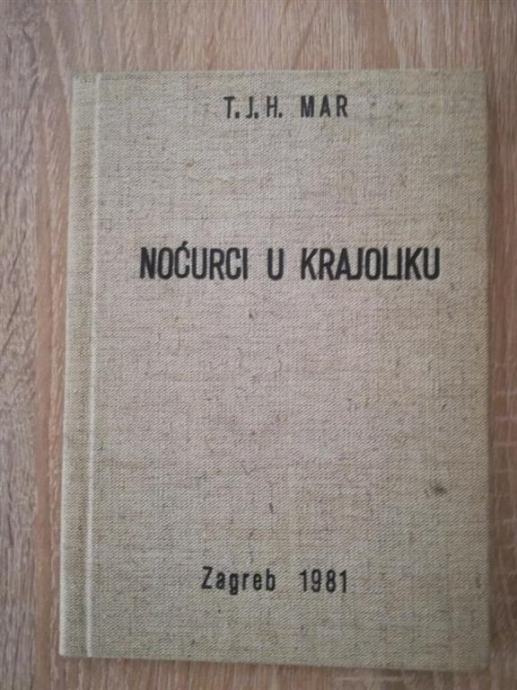 T.J.H. MAR
NOĆURCI U KRAJOLIKU
Zagreb 1981